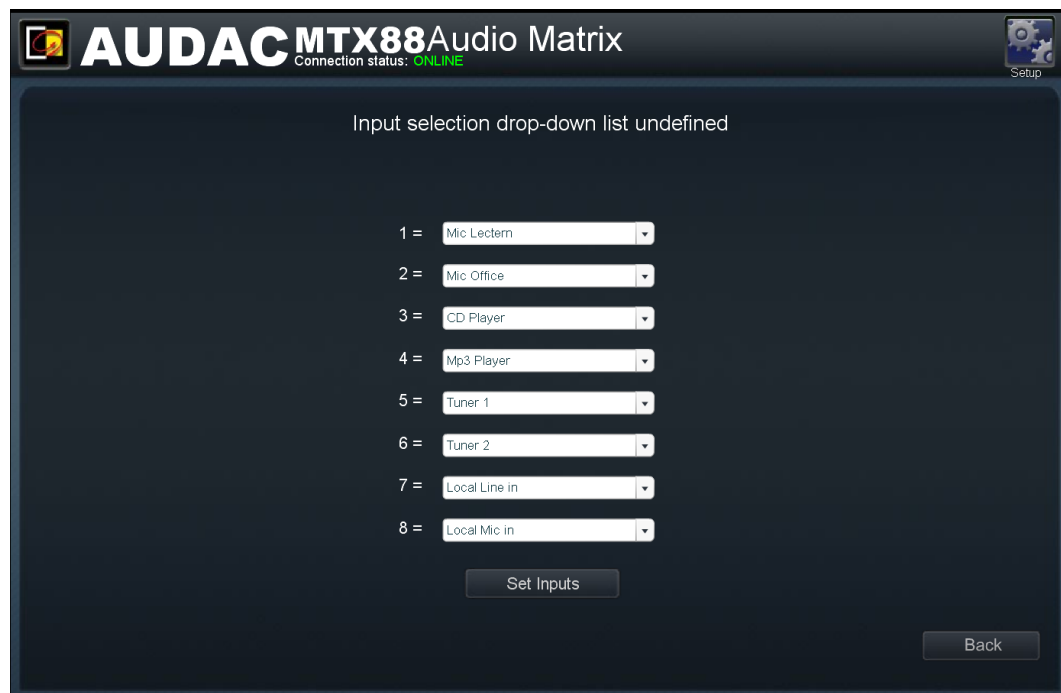 AUDAC MTX88 Audio Matrix
Connection status: ONLINE
Setup
Input selection drop-down list undefined
1 = Mic Lectern
2 = Mic Office
3 = CD Player
4 = Mp3 Player
5 = Tuner 1
6 = Tuner 2
7 = Local Line in
8 = Local Mic in
Set Inputs
Back